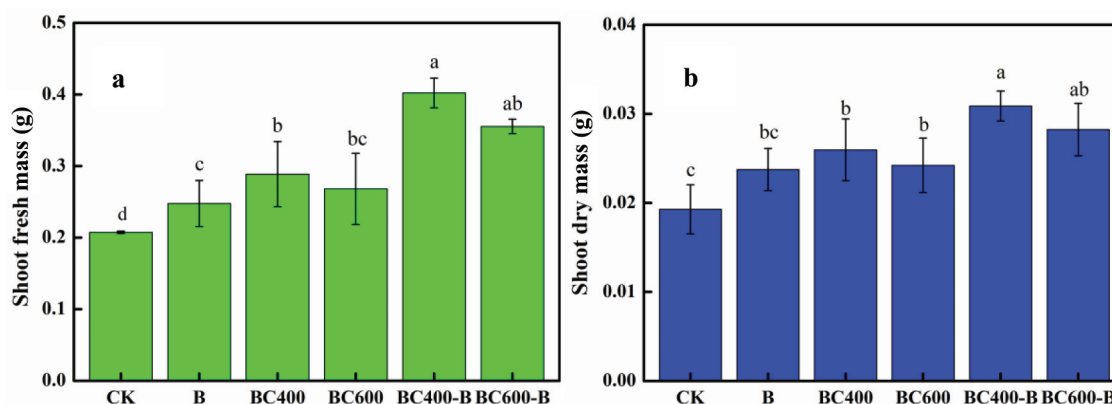 a
Shoot fresh mass (g)
0.5
0.4
0.3
0.2
0.1
0.0
d
c
b
bc
a
ab
CK B BC400 BC600 BC400-B BC600-B
b
Shoot dry mass (g)
0.04
0.03
0.02
0.01
0.00
c
bc
b
b
a
ab
CK B BC400 BC600 BC400-B BC600-B